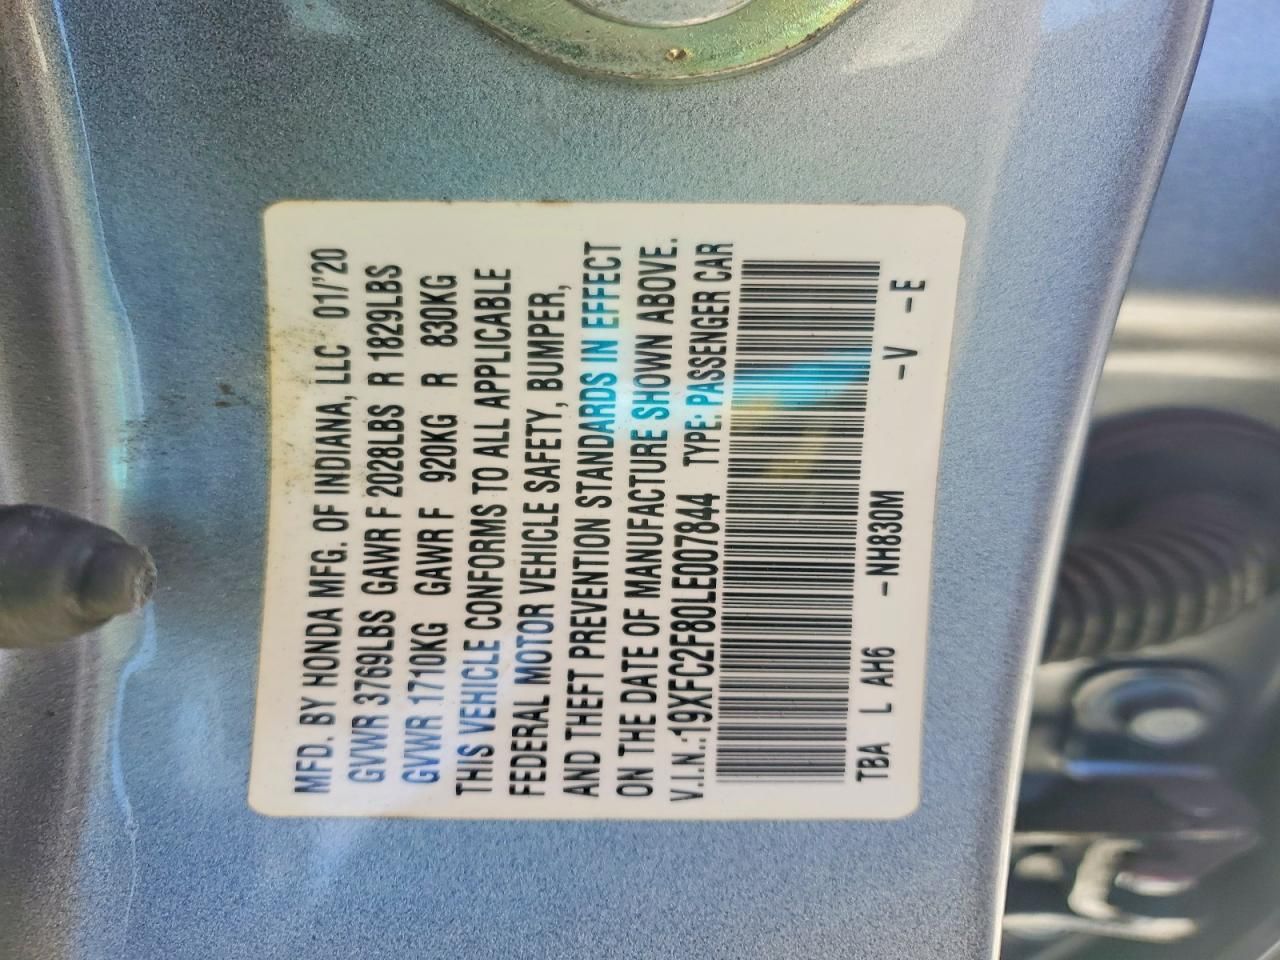 MFD. BY HONDA MFG. OF INDIANA, LLC 01/'20
GVWR 3769LBS GAWR F 2028LBS R 1829LBS
GVWR 1710KG GAWR F 920KG R 830KG
THIS VEHICLE CONFORMS TO ALL APPLICABLE
FEDERAL MOTOR VEHICLE SAFETY, BUMPER,
AND THEFT PREVENTION STANDARDS IN EFFECT
ON THE DATE OF MANUFACTURE SHOWN ABOVE.
V.I.N.:19XFC2F80LE007844 TYPE: PASSENGER CAR
TBA L AH6 -NH830M -V -E